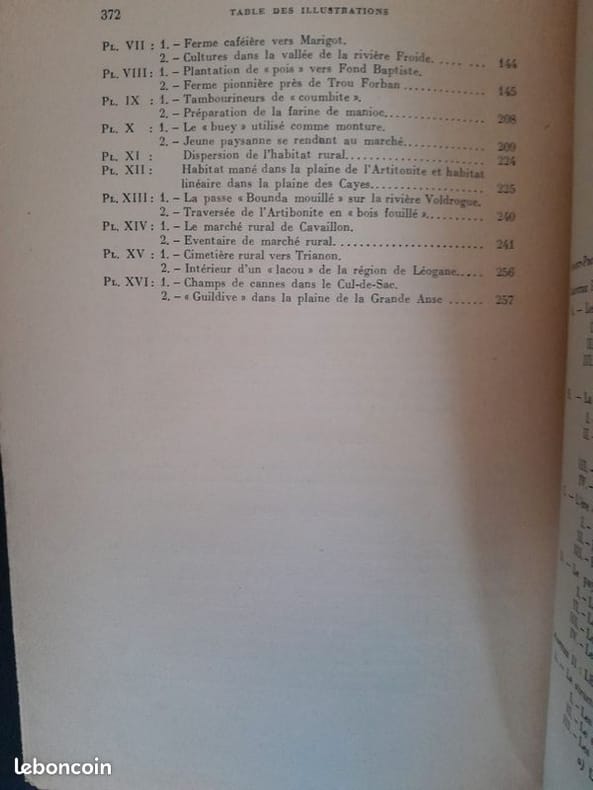 372 TABLE DES ILLUSTRATIONS
PL. VII : 1. – Ferme caféière vers Marigot.
2. – Cultures dans la vallée de la rivière Froide. .... .. 144
PL. VIII : 1. – Plantation de « pois » vers Fond Baptiste.
2. – Ferme pionnière près de Trou Forban ............ 145
PL. IX : 1. – Tambourineurs de « coumbite ».
2. – Préparation de la farine de manioc. ............. 208
PL. X : 1. – Le « buey » utilisé comme monture.
2. – Jeune paysanne se rendant au marché............. 209
PL. XI : Dispersion de l'habitat rural..................... 224
PL. XII : Habitat mané dans la plaine de l'Artitonite et habitat
linéaire dans la plaine des Cayes................. 225
PL. XIII : 1. – La passe « Bounda mouillé » sur la rivière Voldrogue.
2. – Traversée de l'Artibonite en « bois fouillé »......... 240
PL. XIV : 1. – Le marché rural de Cavaillon.
2. – Eventaire de marché rural. ...................... 241
PL. XV : 1. – Cimetière rural vers Trianon.
2. – Intérieur d'un « lacou » de la région de Léogane..... 256
PL. XVI : 1. – Champs de cannes dans le Cul-de-Sac.
2. – « Guildive » dans la plaine de la Grande Anse ...... 257
leboncoin